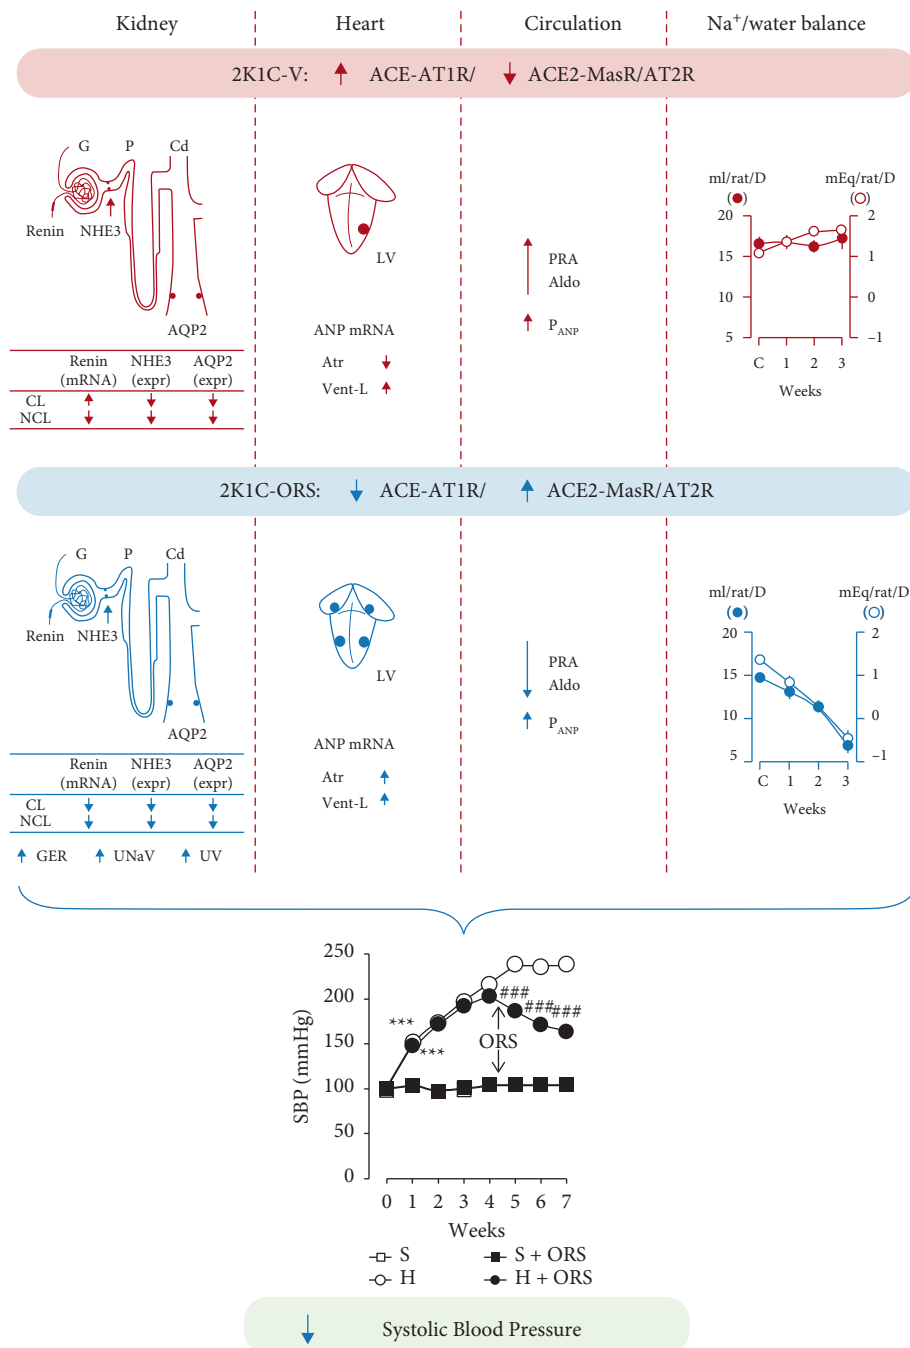 Kidney Heart Circulation Na⁺/water balance
2K1C-V: ↑ ACE-AT1R/ ↓ ACE2-MasR/AT2R
G P Cd
Renin NHE3
AQP2
Renin NHE3 AQP2
(mRNA) (expr) (expr)
CL ↑ ↓ ↓
NCL ↓ ↓ ↓
LV
ANP mRNA
Atr ↓
Vent-L ↑
PRA
Aldo
P_ANP
ml/rat/D mEq/rat/D
(●) (○)
20 2
15 1
10 0
5 −1
C 1 2 3
Weeks
2K1C-ORS: ↓ ACE-AT1R/ ↑ ACE2-MasR/AT2R
G P Cd
Renin NHE3
AQP2
Renin NHE3 AQP2
(mRNA) (expr) (expr)
CL ↓ ↓ ↓
NCL ↓ ↓ ↓
↑ GER ↑ UNaV ↑ UV
LV
ANP mRNA
Atr ↑
Vent-L ↑
PRA
Aldo
P_ANP
ml/rat/D mEq/rat/D
(●) (○)
20 2
15 1
10 0
5 −1
C 1 2 3
Weeks
SBP (mmHg)
250
200
150
100
50
0
***
***
###
###
###
ORS
0 1 2 3 4 5 6 7
Weeks
S S + ORS
H H + ORS
↓ Systolic Blood Pressure